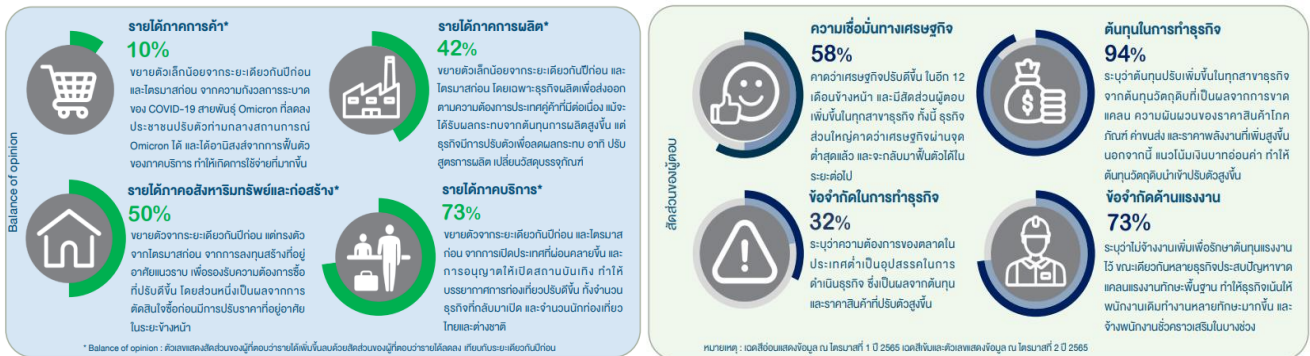 Balance of opinion
รายได้ภาคการค้า*
10%
ขยายตัวเล็กน้อยจากระยะเดียวกันปีก่อน
และไตรมาสก่อน จากความกังวลการระบาด
ของ COVID-19 สายพันธุ์ Omicron ที่ลดลง
ประชาชนปรับตัวท่ามกลางสถานการณ์
Omicron ได้ และได้อานิสงส์จากการฟื้นตัว
ของภาคบริการ ทำให้เกิดการใช้จ่ายที่มากขึ้น
รายได้ภาคการผลิต*
42%
ขยายตัวเล็กน้อยจากระยะเดียวกันปีก่อน และ
ไตรมาสก่อน โดยเฉพาะธุรกิจผลิตเพื่อส่งออก
ตามความต้องการประเทศคู่ค้าที่มีต่อเนื่อง แม้จะ
ได้รับผลกระทบจากต้นทุนการผลิตสูงขึ้น แต่
ธุรกิจมีการปรับตัวเพื่อลดผลกระทบ อาทิ ปรับ
สูตรการผลิต เปลี่ยนวัสดุบรรจุภัณฑ์
รายได้ภาคอสังหาริมทรัพย์และก่อสร้าง*
50%
ขยายตัวจากระยะเดียวกันปีก่อน แต่ทรงตัว
จากไตรมาสก่อน จากการลงทุนสร้างที่อยู่
อาศัยแนวราบ เพื่อรองรับความต้องการซื้อ
ที่ปรับดีขึ้น โดยส่วนหนึ่งเป็นผลจากการ
ตัดสินใจซื้อก่อนมีการปรับราคาที่อยู่อาศัย
ในระยะข้างหน้า
รายได้ภาคบริการ*
73%
ขยายตัวจากระยะเดียวกันปีก่อน และไตรมาส
ก่อน จากการเปิดประเทศที่ผ่อนคลายขึ้น และ
การอนุญาตให้เปิดสถานบันเทิง ทำให้
บรรยากาศการท่องเที่ยวปรับดีขึ้น ทั้งจำนวน
ธุรกิจที่กลับมาเปิด และจำนวนนักท่องเที่ยว
ไทยและต่างชาติ
* Balance of opinion : ตัวเลขแสดงสัดส่วนของผู้ที่ตอบว่ารายได้เพิ่มขึ้นลบด้วยสัดส่วนของผู้ที่ตอบว่ารายได้ลดลง เทียบกับระยะเดียวกันปีก่อน
สัดส่วนของผู้ตอบ
ความเชื่อมั่นทางเศรษฐกิจ
58%
คาดว่าเศรษฐกิจปรับดีขึ้น ในอีก 12
เดือนข้างหน้า และมีสัดส่วนผู้ตอบ
เพิ่มขึ้นในทุกสาขาธุรกิจ ทั้งนี้ ธุรกิจ
ส่วนใหญ่คาดว่าเศรษฐกิจผ่านจุด
ต่ำสุดแล้ว และจะกลับมาฟื้นตัวได้ใน
ระยะต่อไป
ต้นทุนในการทำธุรกิจ
94%
ระบุว่าต้นทุนปรับเพิ่มขึ้นในทุกสาขาธุรกิจ
จากต้นทุนวัตถุดิบที่เป็นผลจากการขาด
แคลน ความผันผวนของราคาสินค้าโภค
ภัณฑ์ ค่าขนส่ง และราคาพลังงานที่เพิ่มสูงขึ้น
นอกจากนี้ แนวโน้มเงินบาทอ่อนค่า ทำให้
ต้นทุนวัตถุดิบนำเข้าปรับตัวสูงขึ้น
ข้อจำกัดในการทำธุรกิจ
32%
ระบุว่าความต้องการของตลาดใน
ประเทศต่ำเป็นอุปสรรคในการ
ดำเนินธุรกิจ ซึ่งเป็นผลจากต้นทุน
และราคาสินค้าที่ปรับตัวสูงขึ้น
ข้อจำกัดด้านแรงงาน
73%
ระบุว่าไม่จ้างงานเพิ่มเพื่อรักษาต้นทุนแรงงาน
ไว้ ขณะเดียวกันหลายธุรกิจประสบปัญหาขาด
แคลนแรงงานทักษะพื้นฐาน ทำให้ธุรกิจเน้นให้
พนักงานเดิมทำงานหลายทักษะมากขึ้น และ
จ้างพนักงานชั่วคราวเสริมในบางช่วง
หมายเหตุ : เฉดสีอ่อนแสดงข้อมูล ณ ไตรมาสที่ 1 ปี 2565 เฉดสีเข้มและตัวเลขแสดงข้อมูล ณ ไตรมาสที่ 2 ปี 2565